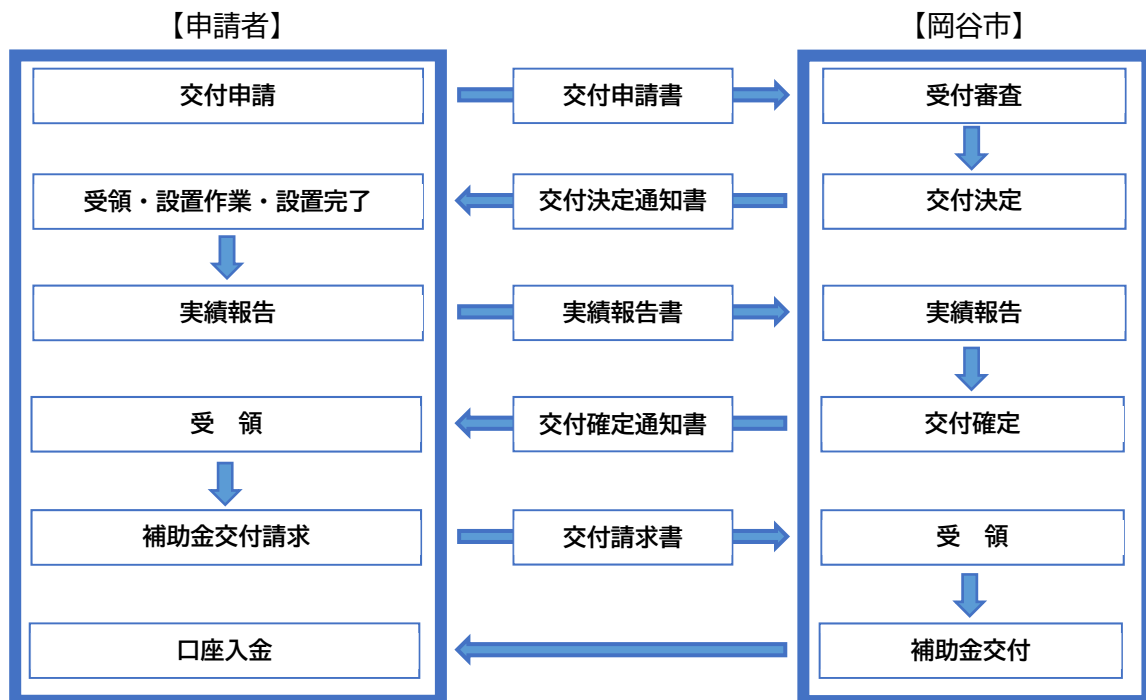 【申請者】
【岡谷市】
交付申請
交付申請書
受付審査
受領・設置作業・設置完了
交付決定通知書
交付決定
実績報告
実績報告書
実績報告
受　領
交付確定通知書
交付確定
補助金交付請求
交付請求書
受　領
口座入金
補助金交付